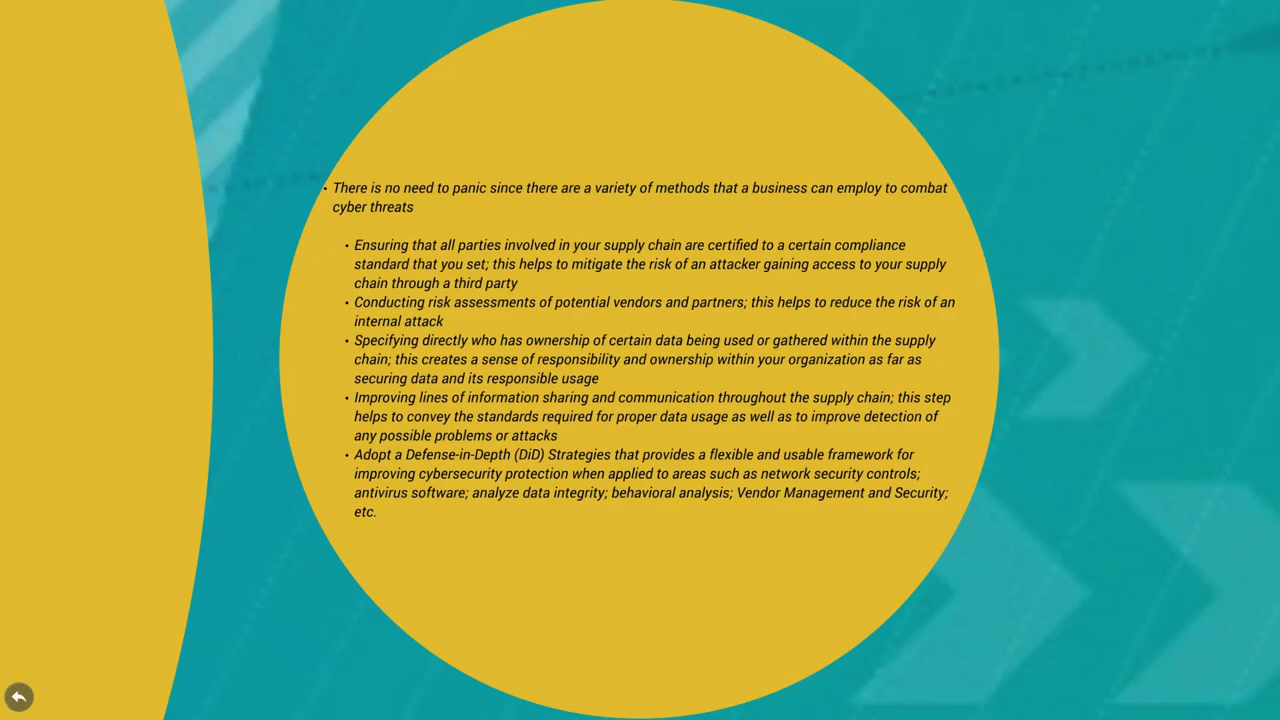 • There is no need to panic since there are a variety of methods that a business can employ to combat
cyber threats
• Ensuring that all parties involved in your supply chain are certified to a certain compliance
standard that you set; this helps to mitigate the risk of an attacker gaining access to your supply
chain through a third party
• Conducting risk assessments of potential vendors and partners; this helps to reduce the risk of an
internal attack
• Specifying directly who has ownership of certain data being used or gathered within the supply
chain; this creates a sense of responsibility and ownership within your organization as far as
securing data and its responsible usage
• Improving lines of information sharing and communication throughout the supply chain; this step
helps to convey the standards required for proper data usage as well as to improve detection of
any possible problems or attacks
• Adopt a Defense-in-Depth (DiD) Strategies that provides a flexible and usable framework for
improving cybersecurity protection when applied to areas such as network security controls;
antivirus software; analyze data integrity; behavioral analysis; Vendor Management and Security;
etc.